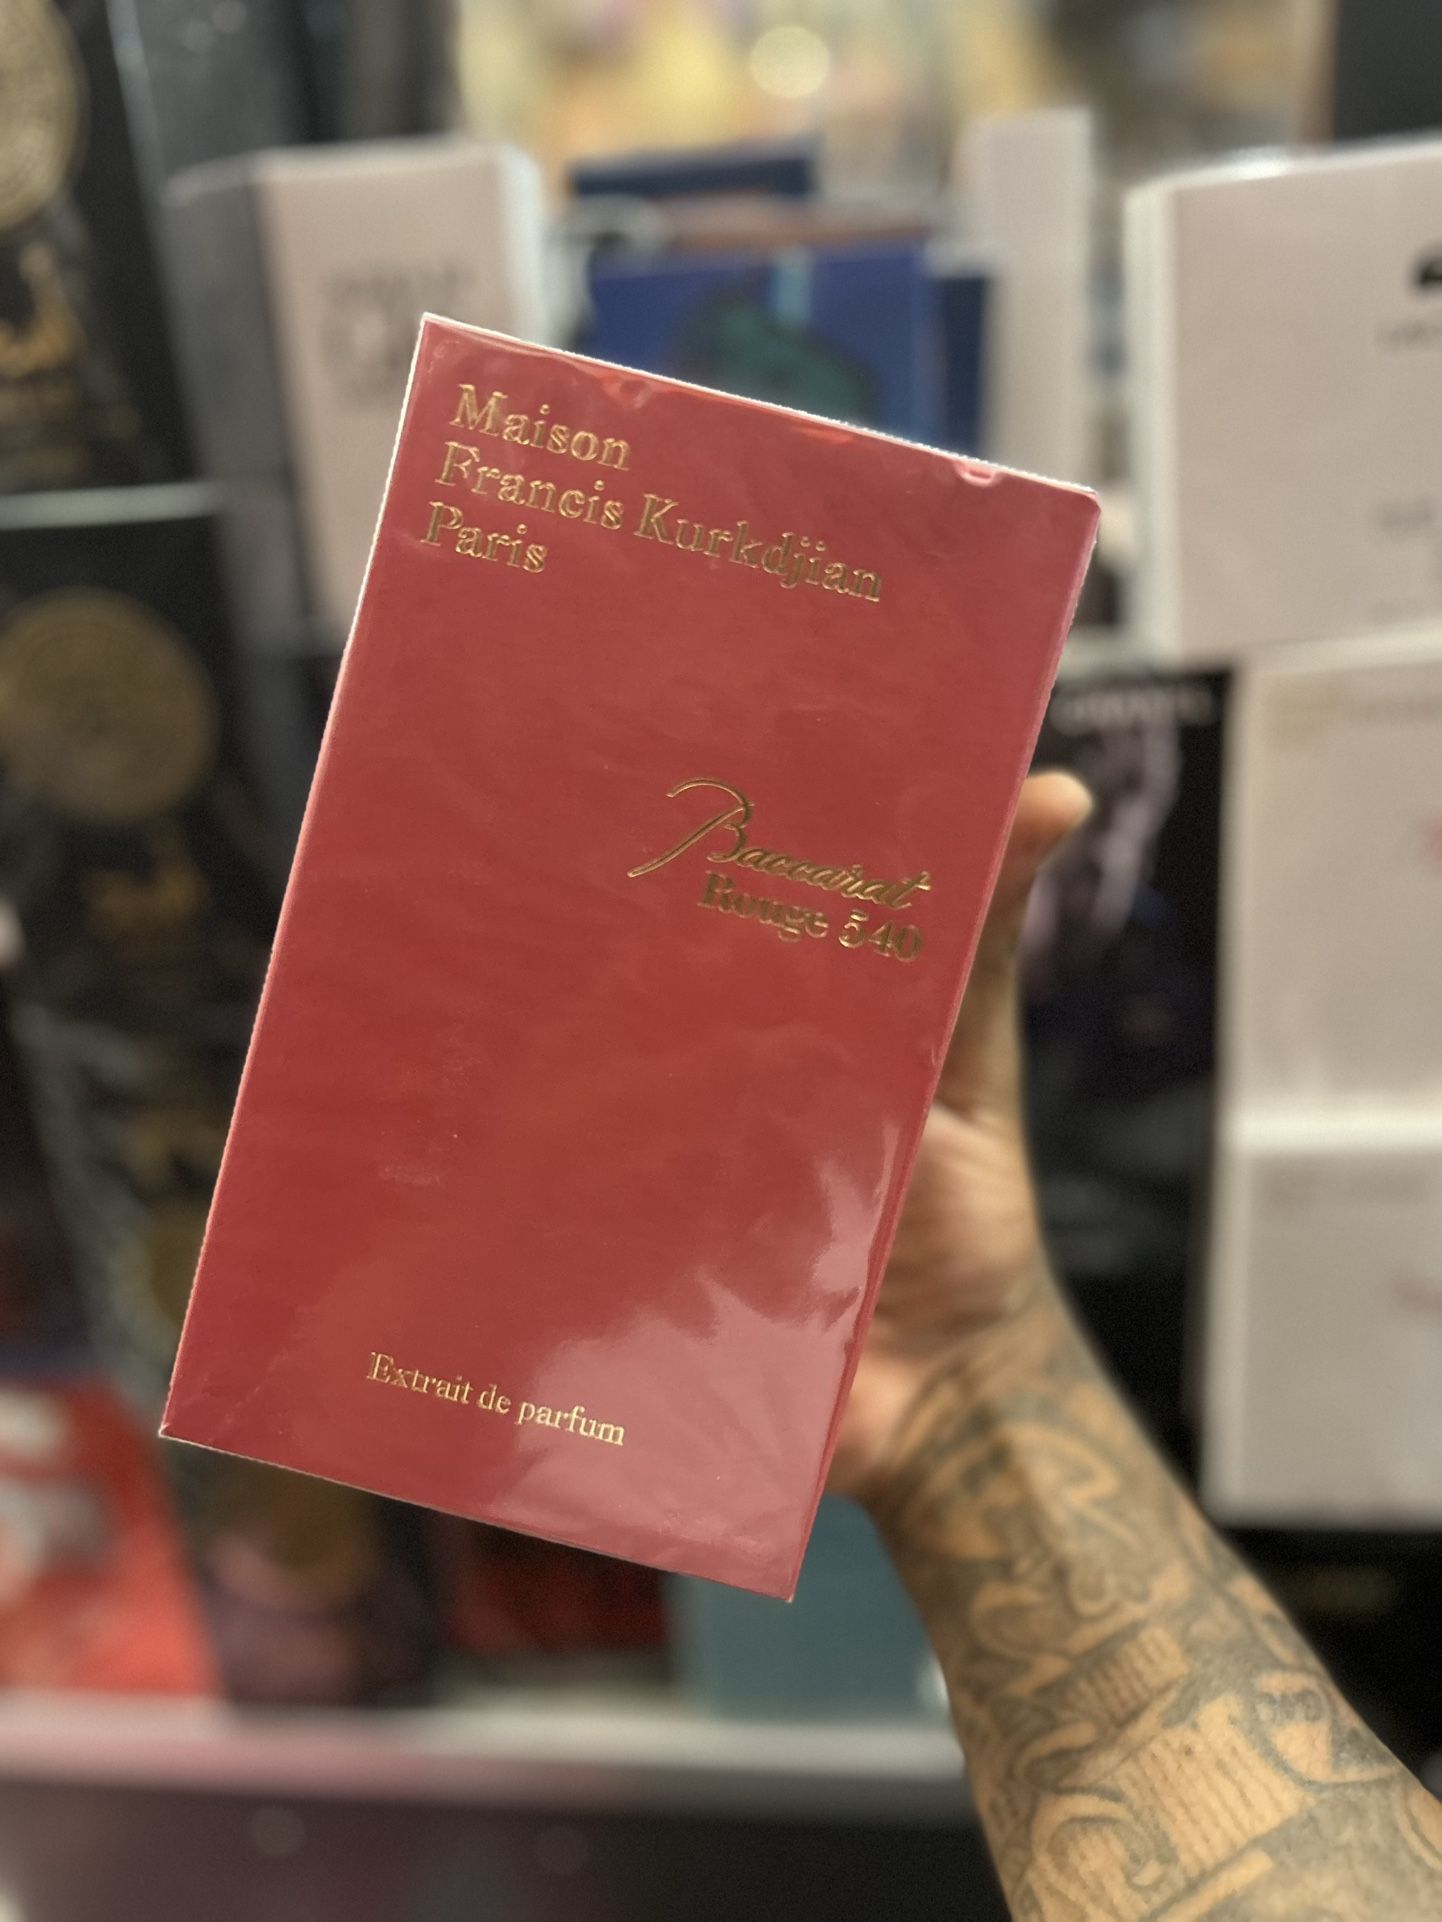 Maison
Francis Kurkdjian
Paris
Baccarat
Rouge 540
Extrait de parfum